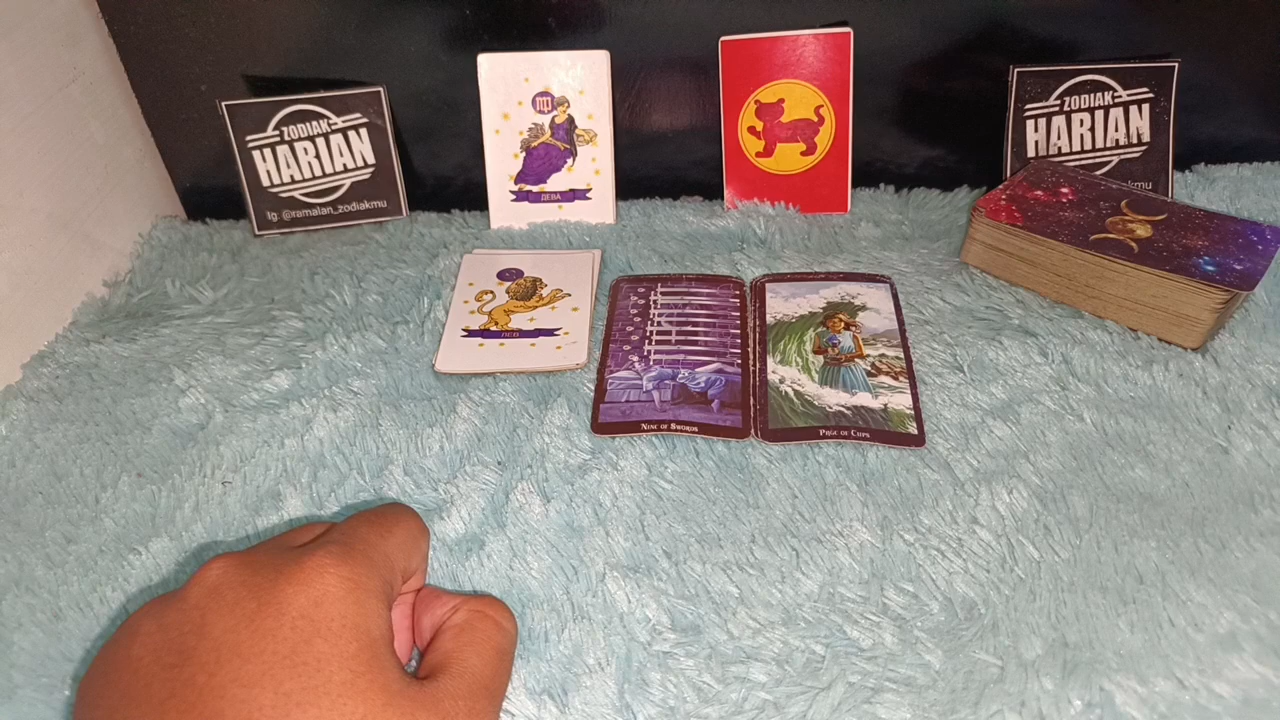 ZODIAK
HARIAN
Ig: @ramalan_zodiakmu
ДЕВА
ZODIAK
HARIAN
ЛЕВ
NINE OF SWORDS
PAGE OF CUPS